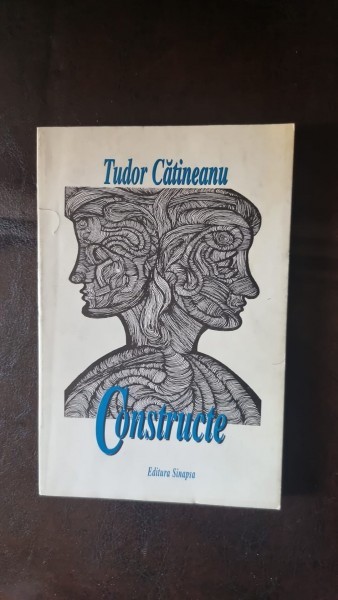 Tudor Cătineanu
Constructe
Editura Sinapsa